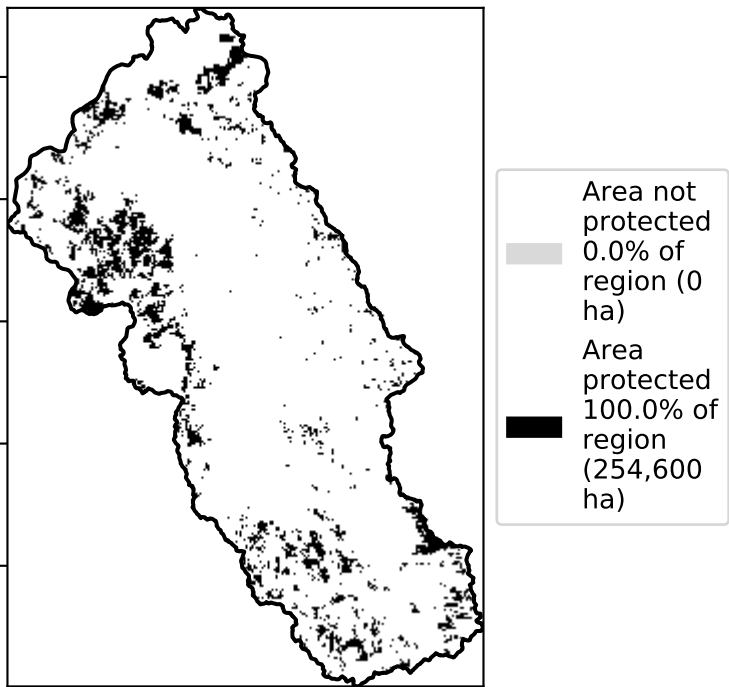 Area not
protected
0.0% of
region (0
ha)
Area
protected
100.0% of
region
(254,600
ha)